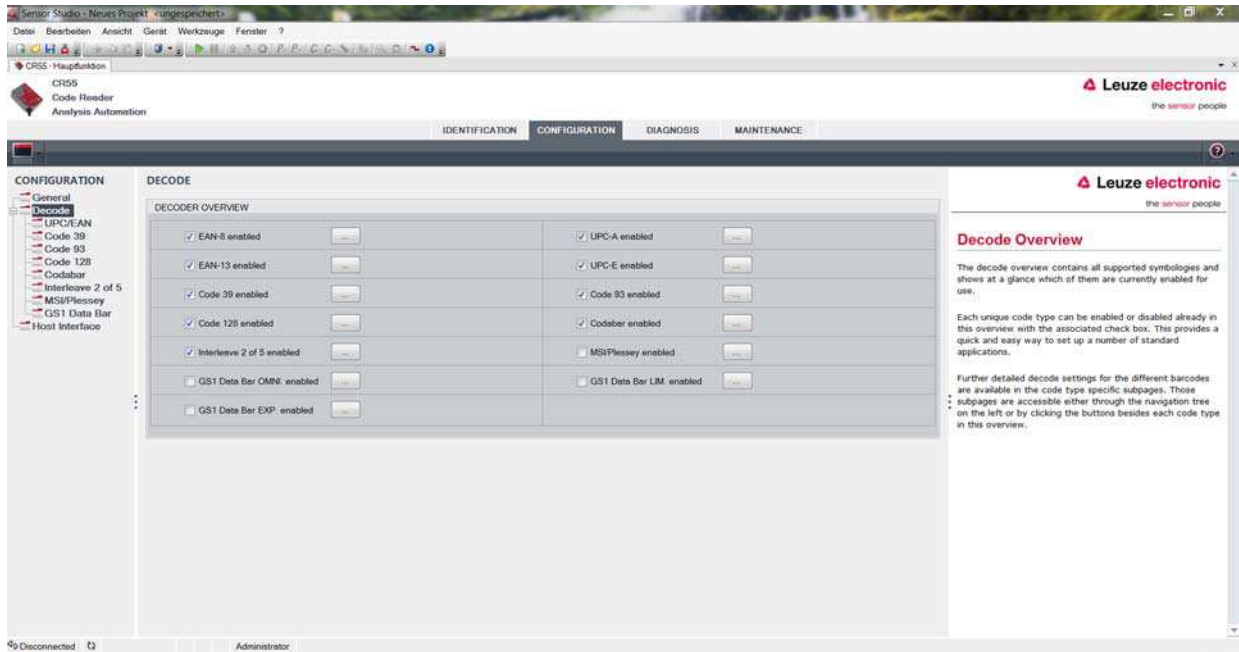 Sensor Studio - Neues Projekt <ungespeichert>
Datei Bearbeiten Ansicht Gerät Werkzeuge Fenster ?
CR55 - Hauptfunktion
CR55
Code Reader
Analysis Automation
Leuze electronic
the sensor people
IDENTIFICATION CONFIGURATION DIAGNOSIS MAINTENANCE
CONFIGURATION
General
Decode
UPC/EAN
Code 39
Code 93
Code 128
Codabar
Interleave 2 of 5
MSI/Plessey
GS1 Data Bar
Host Interface
DECODE
DECODER OVERVIEW
EAN-8 enabled ... UPC-A enabled ...
EAN-13 enabled ... UPC-E enabled ...
Code 39 enabled ... Code 93 enabled ...
Code 128 enabled ... Codabar enabled ...
Interleave 2 of 5 enabled ... MSI/Plessey enabled ...
GS1 Data Bar OMNI. enabled ... GS1 Data Bar LIM. enabled ...
GS1 Data Bar EXP. enabled ...
Leuze electronic
the sensor people
Decode Overview
The decode overview contains all supported symbologies and
shows at a glance which of them are currently enabled for
use.
Each unique code type can be enabled or disabled already in
this overview with the associated check box. This provides a
quick and easy way to set up a number of standard
applications.
Further detailed decode settings for the different barcodes
are available in the code type specific subpages. Those
subpages are accessible either through the navigation tree
on the left or by clicking the buttons besides each code type
in this overview.
Disconnected Administrator